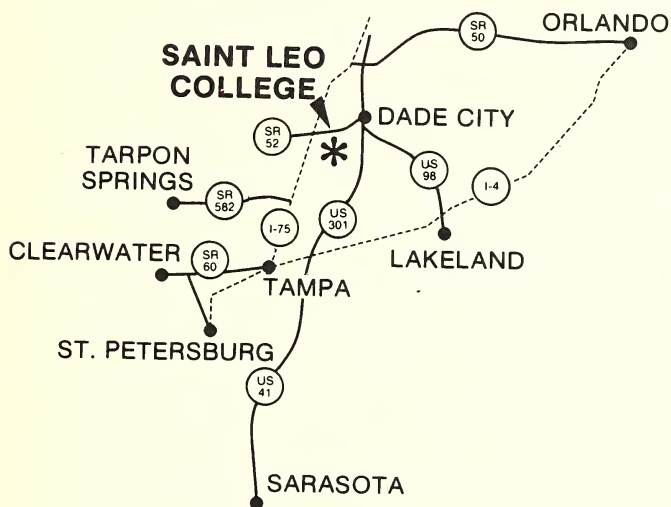 ORLANDO
SR
50
SAINT LEO
COLLEGE
DADE CITY
SR
52
*
TARPON
SPRINGS
US
98
SR
582
I-4
US
301
I-75
CLEARWATER
SR
60
LAKELAND
TAMPA
ST. PETERSBURG
US
41
SARASOTA